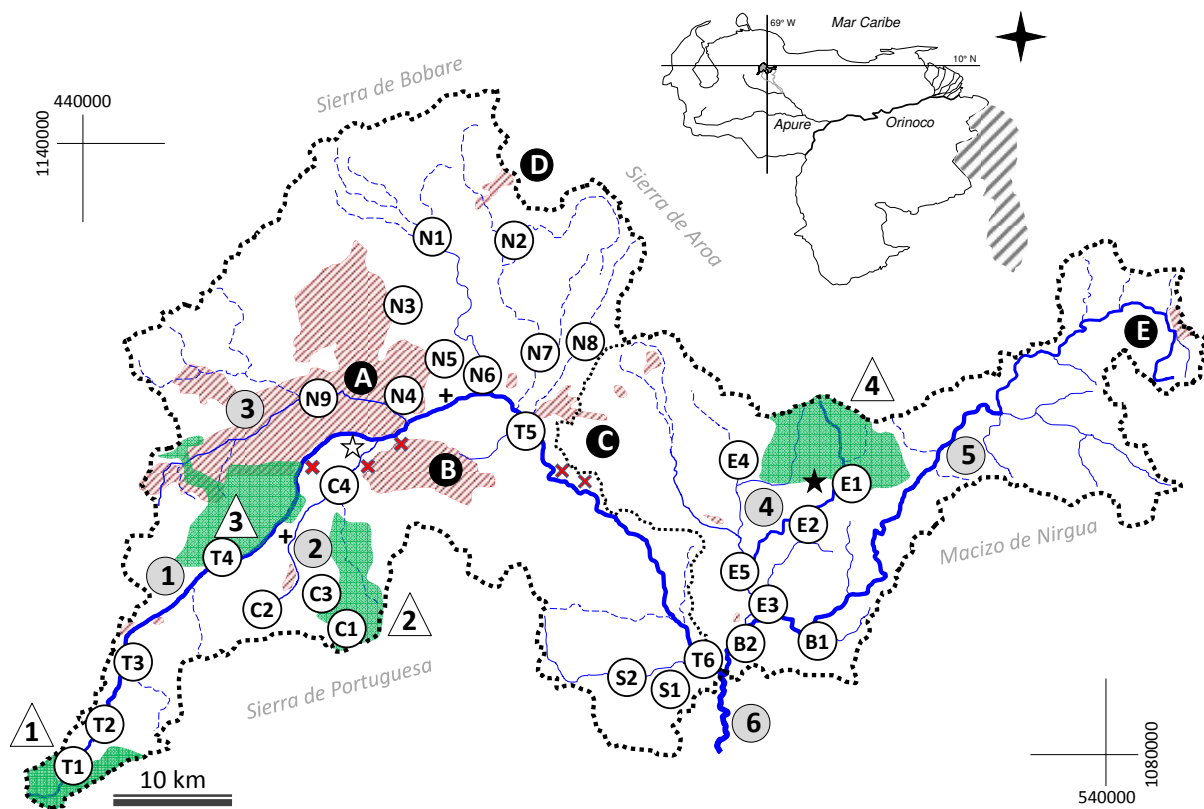 440000
1140000
Sierra de Bobare
69° W
Mar Caribe
10° N
Apure
Orinoco
Sierra de Aroa
D
N1
N2
N3
N5
N6
N7
N8
A
N4
N9
3
T5
C
B
C4
E
4
E4
E1
5
4
E2
Macizo de Nirgua
3
T4
2
1
C3
C2
C1
2
E5
E3
B2
B1
T3
Sierra de Portuguesa
T6
S2
S1
6
T2
1
T1
10 km
1080000
540000